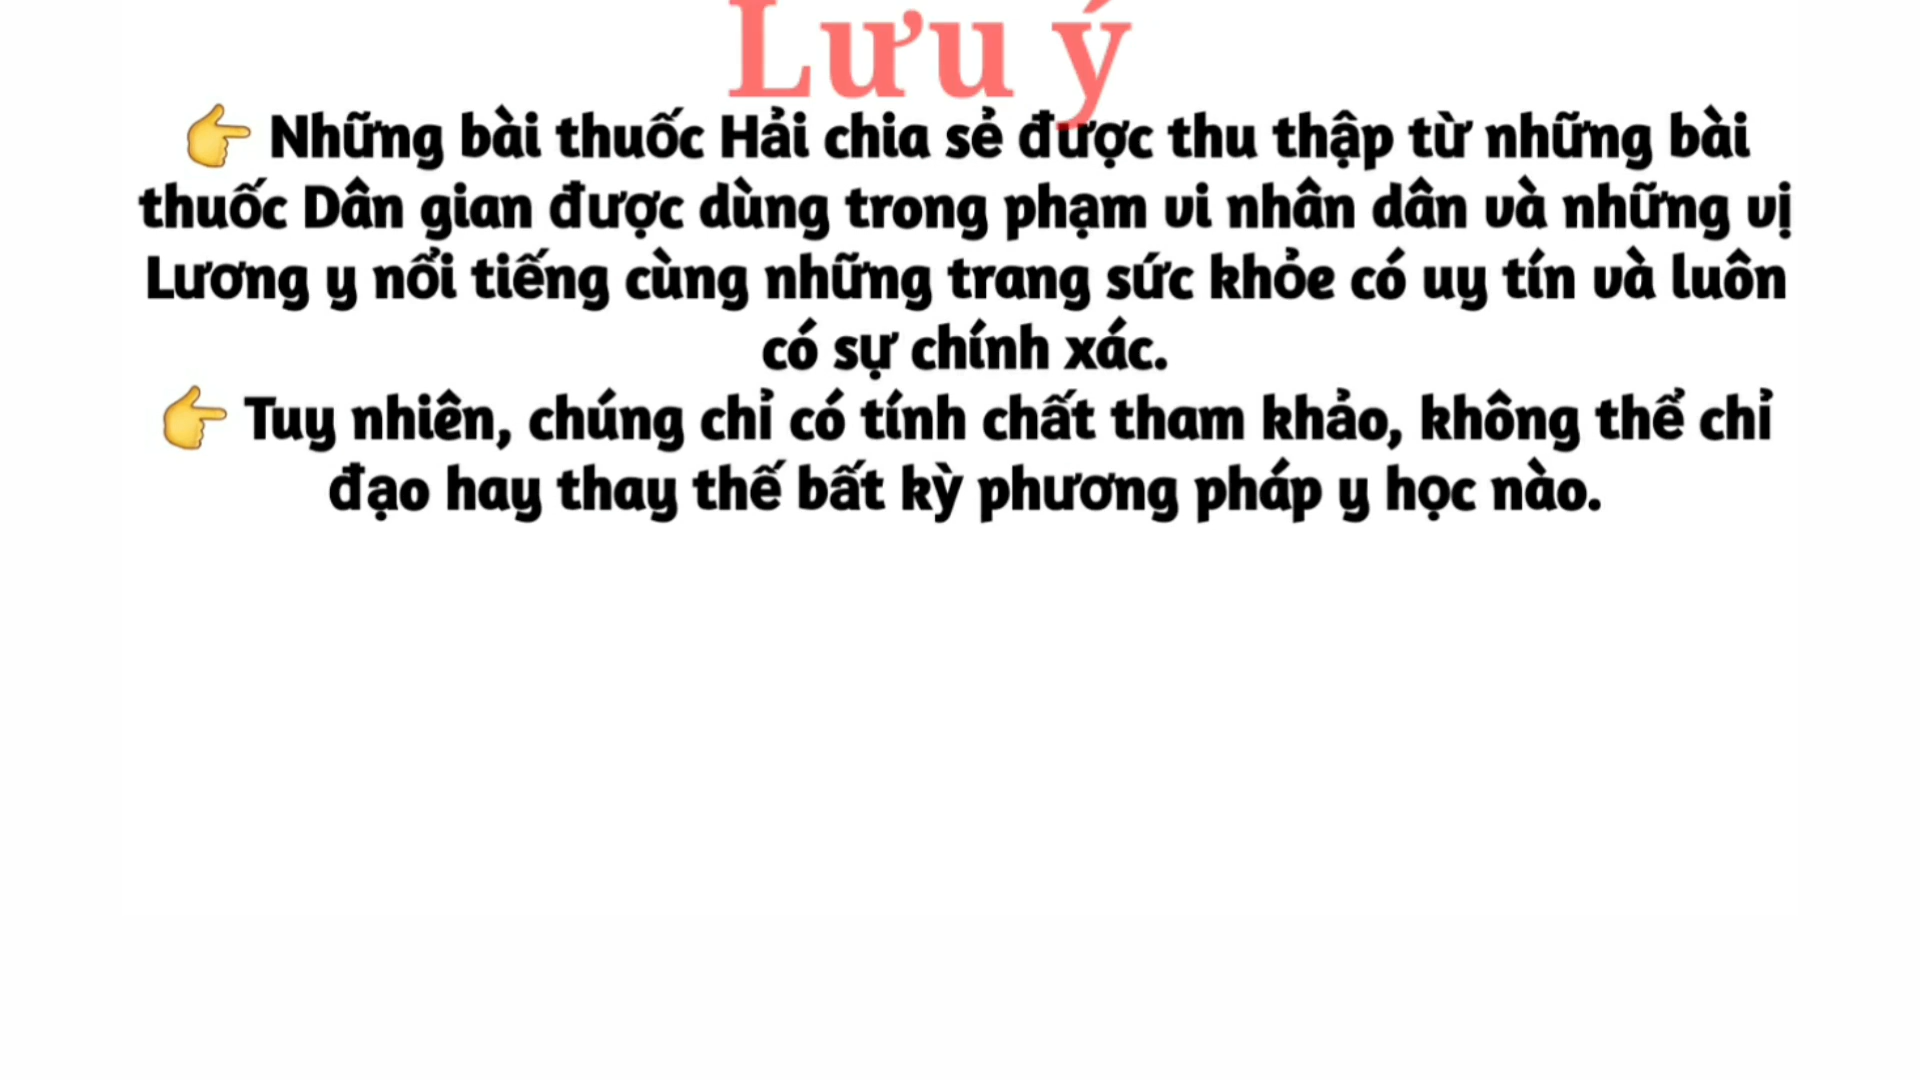 Lưu ý
👉 Những bài thuốc Hải chia sẻ được thu thập từ những bài
thuốc Dân gian được dùng trong phạm vi nhân dân và những vị
Lương y nổi tiếng cùng những trang sức khỏe có uy tín và luôn
có sự chính xác.
👉 Tuy nhiên, chúng chỉ có tính chất tham khảo, không thể chỉ
đạo hay thay thế bất kỳ phương pháp y học nào.